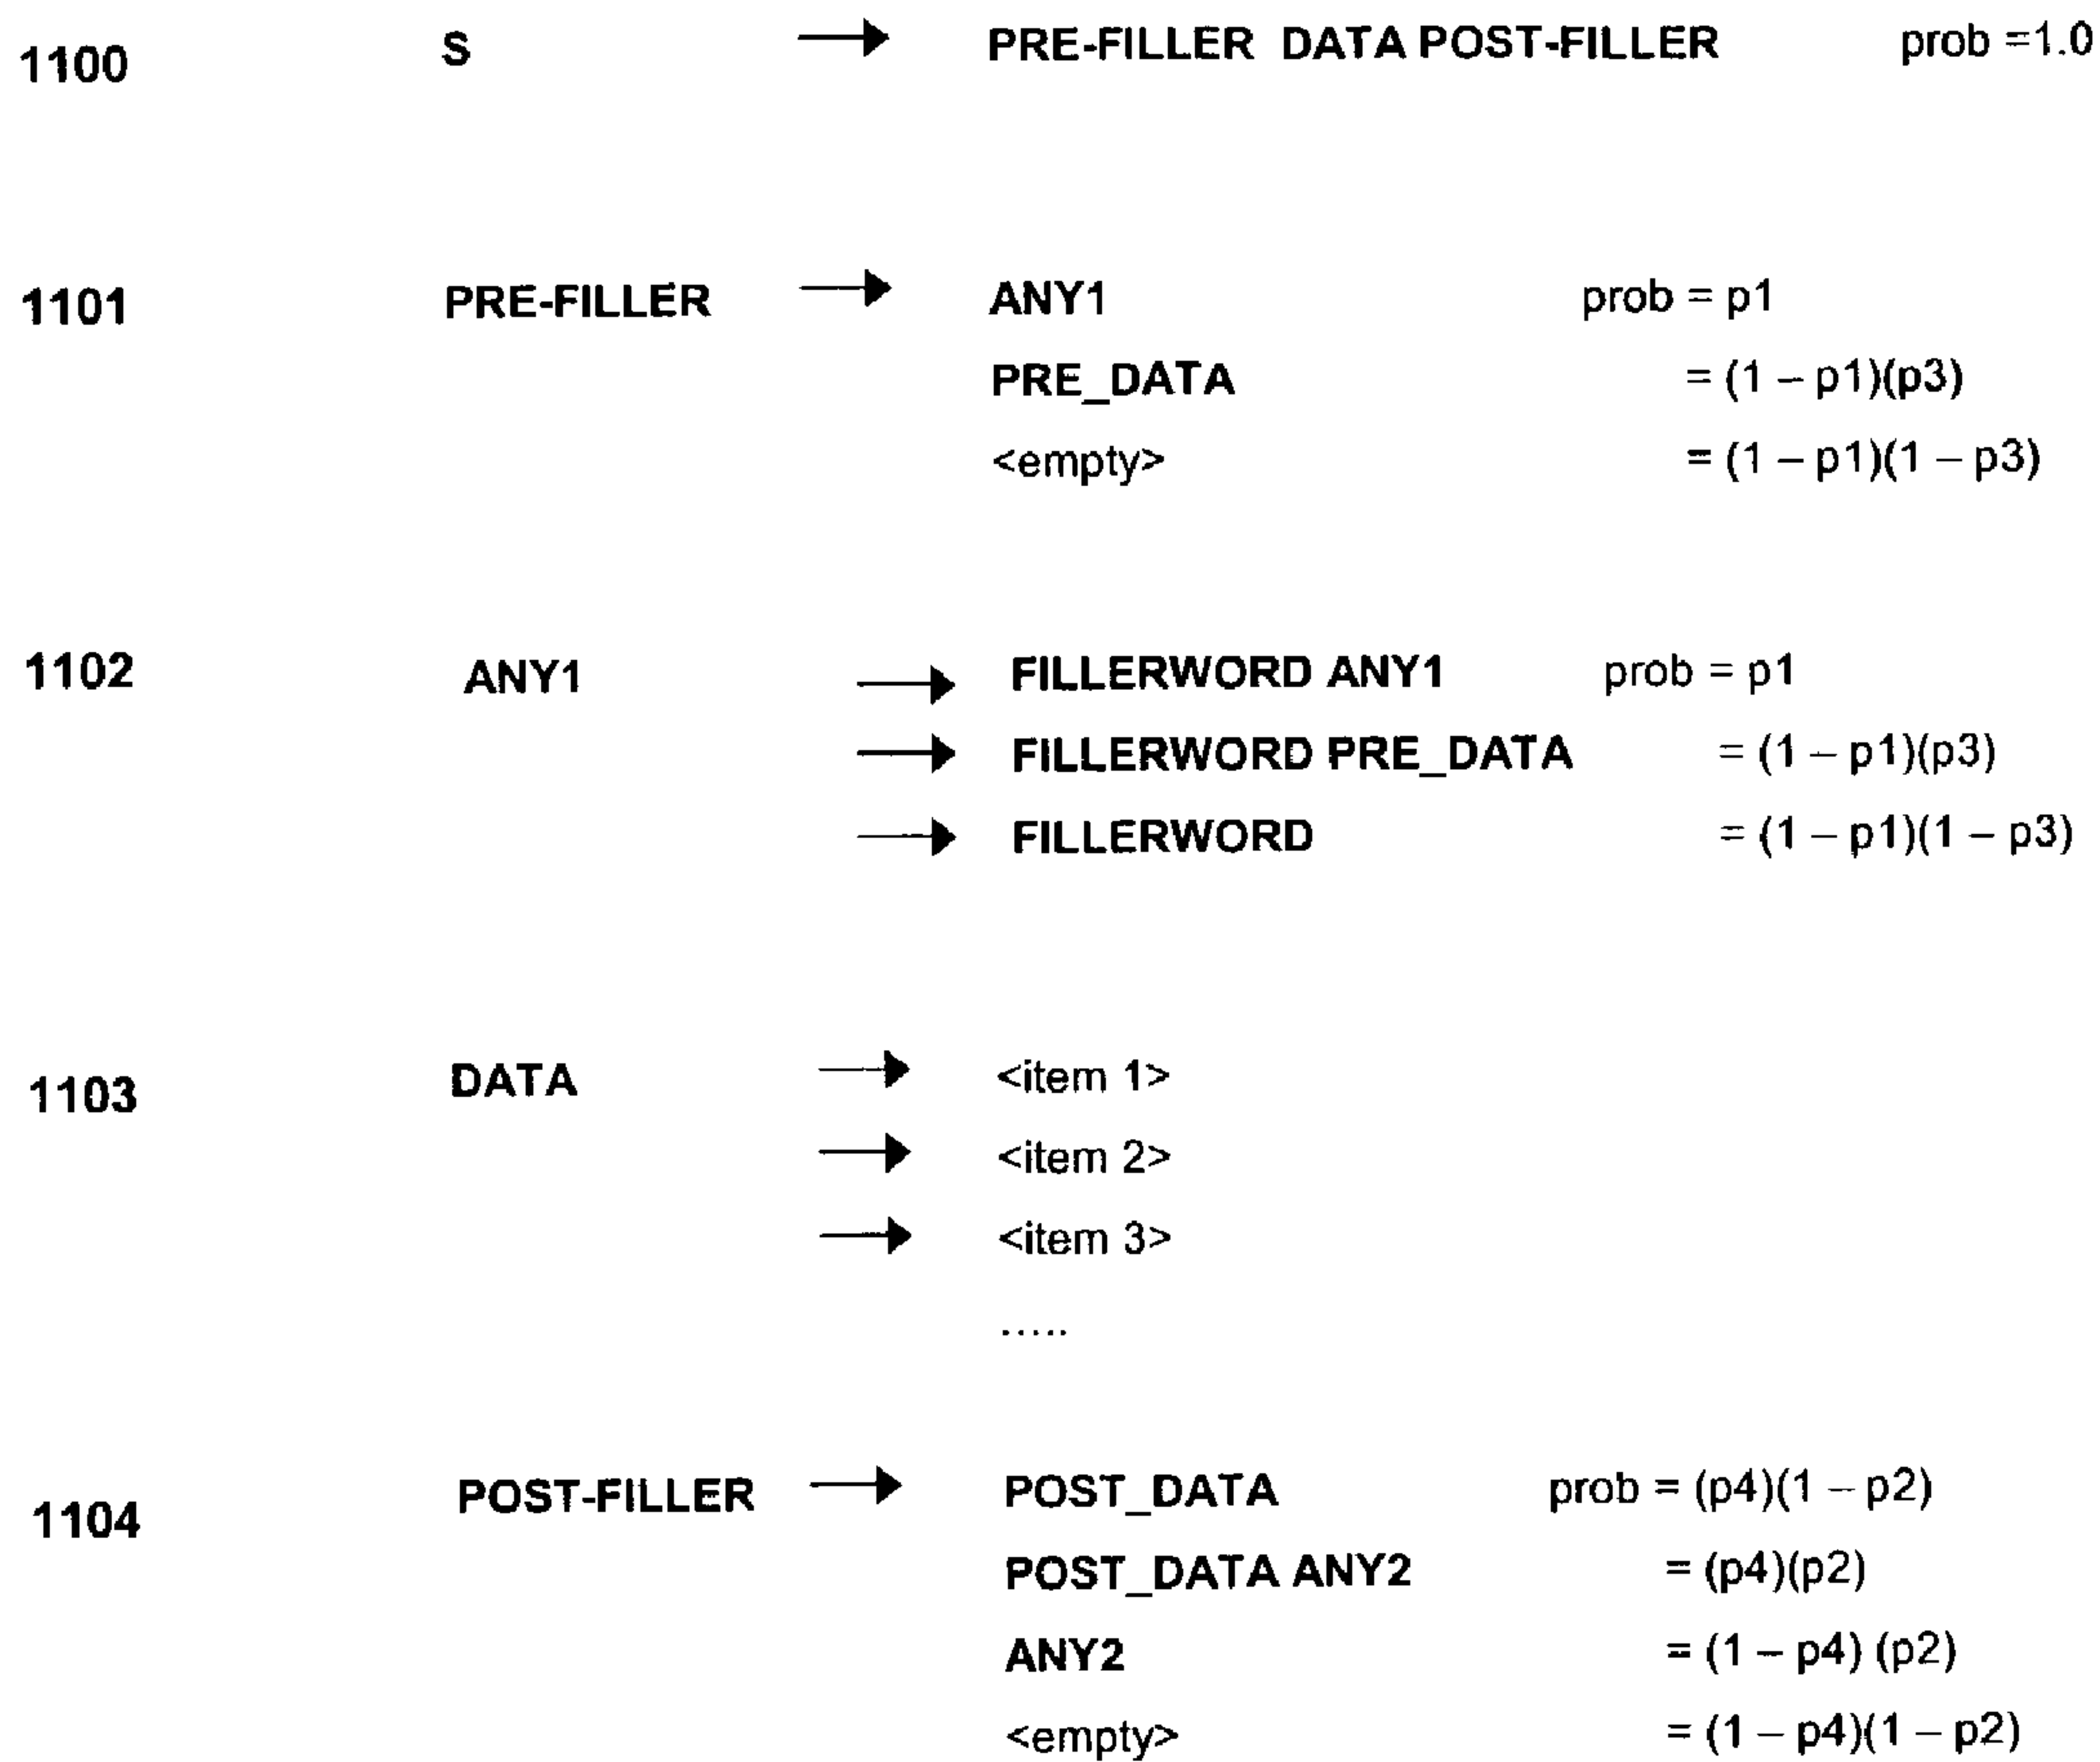 1100 S → PRE-FILLER DATA POST-FILLER prob =1.0
1101 PRE-FILLER → ANY1 prob = p1
PRE_DATA = (1 – p1)(p3)
<empty> = (1 – p1)(1 – p3)
1102 ANY1 → FILLERWORD ANY1 prob = p1
→ FILLERWORD PRE_DATA = (1 – p1)(p3)
→ FILLERWORD = (1 – p1)(1 – p3)
1103 DATA → <item 1>
→ <item 2>
→ <item 3>
.....
1104 POST-FILLER → POST_DATA prob = (p4)(1 – p2)
POST_DATA ANY2 = (p4)(p2)
ANY2 = (1 – p4) (p2)
<empty> = (1 – p4)(1 – p2)